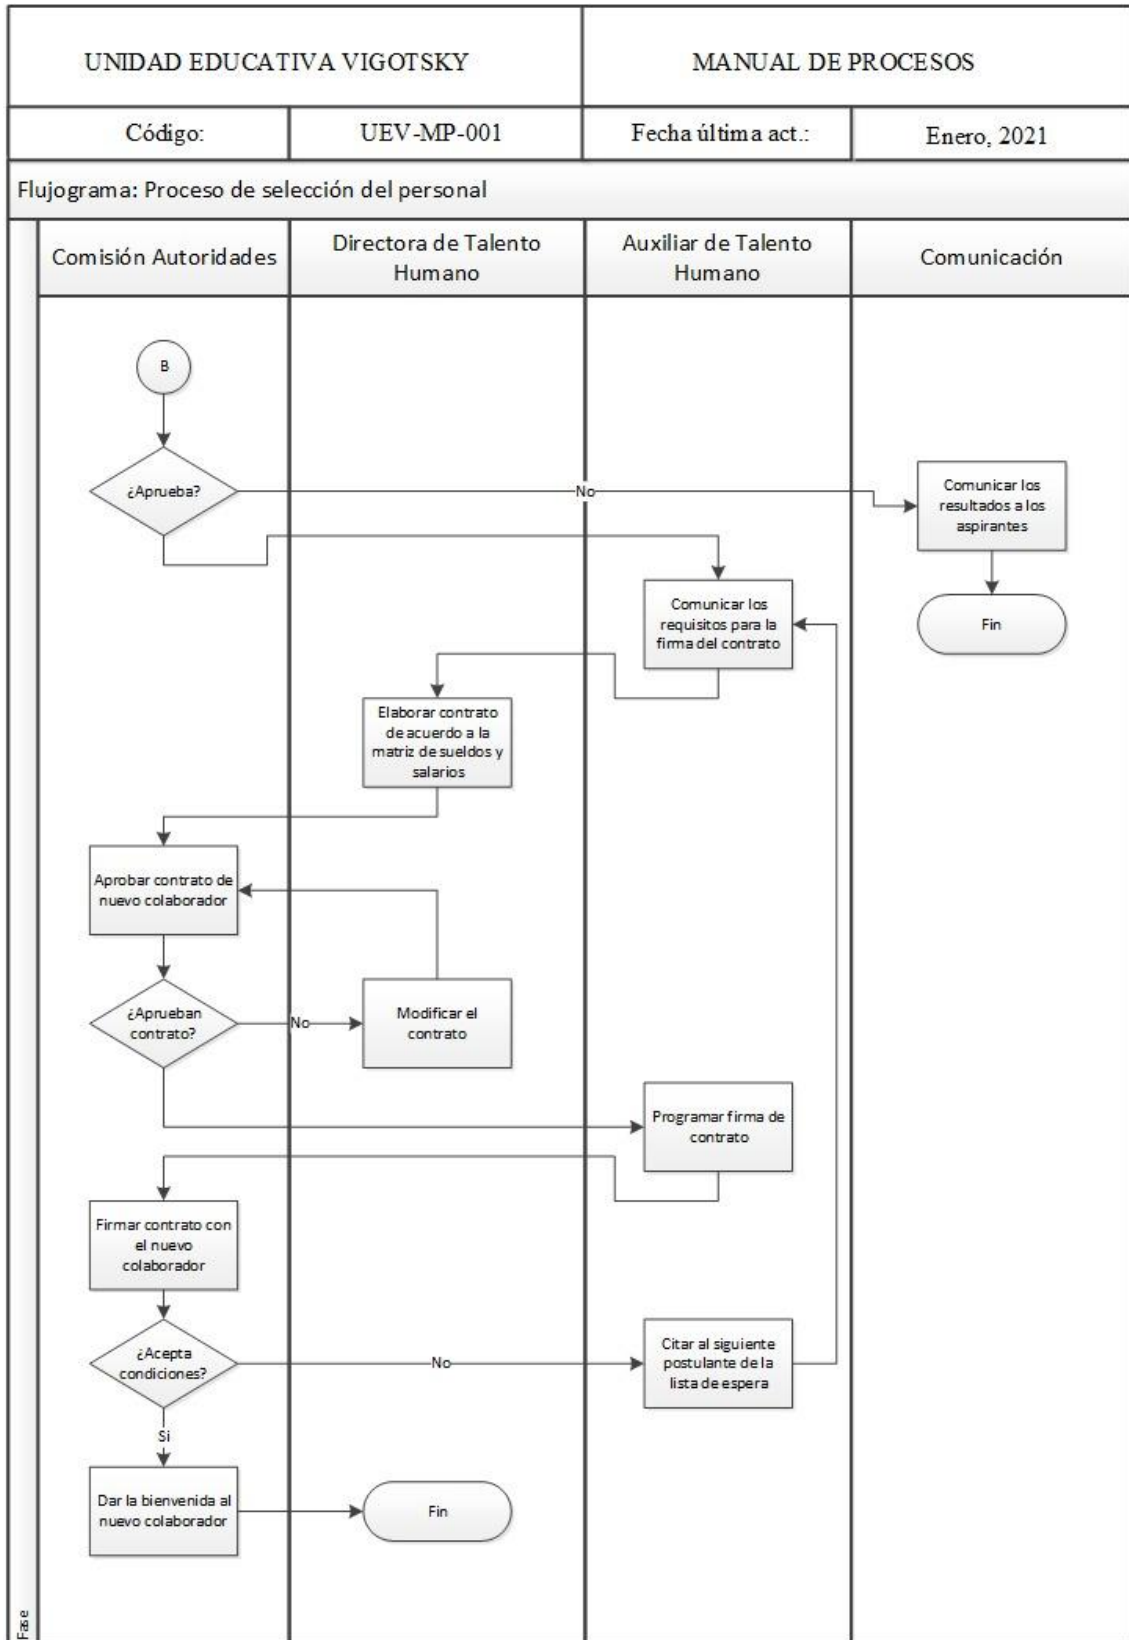 UNIDAD EDUCATIVA VIGOTSKY
MANUAL DE PROCESOS
Código:
UEV-MP-001
Fecha última act.:
Enero, 2021
Flujograma: Proceso de selección del personal
Comisión Autoridades
Directora de Talento
Humano
Auxiliar de Talento
Humano
Comunicación
B
¿Aprueba?
No
Comunicar los
resultados a los
aspirantes
Fin
Comunicar los
requisitos para la
firma del contrato
Elaborar contrato
de acuerdo a la
matriz de sueldos y
salarios
Aprobar contrato de
nuevo colaborador
¿Aprueban
contrato?
No
Modificar el
contrato
Programar firma de
contrato
Firmar contrato con
el nuevo
colaborador
¿Acepta
condiciones?
No
Citar al siguiente
postulante de la
lista de espera
Si
Dar la bienvenida al
nuevo colaborador
Fin
Fase